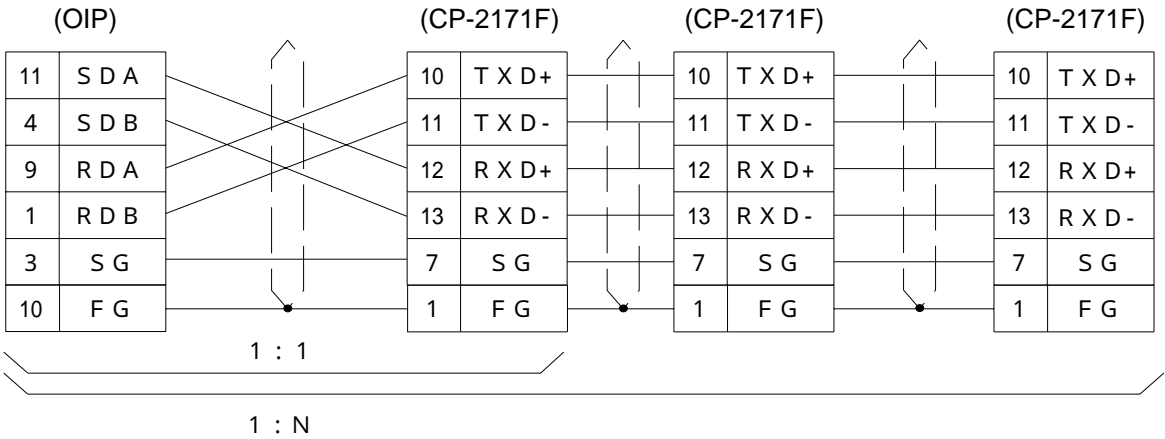 (OIP) (CP-2171F) (CP-2171F) (CP-2171F)
11 SDA 10 TXD+ 10 TXD+ 10 TXD+
4 SDB 11 TXD- 11 TXD- 11 TXD-
9 RDA 12 RXD+ 12 RXD+ 12 RXD+
1 RDB 13 RXD- 13 RXD- 13 RXD-
3 SG 7 SG 7 SG 7 SG
10 FG 1 FG 1 FG 1 FG
1 : 1
1 : N